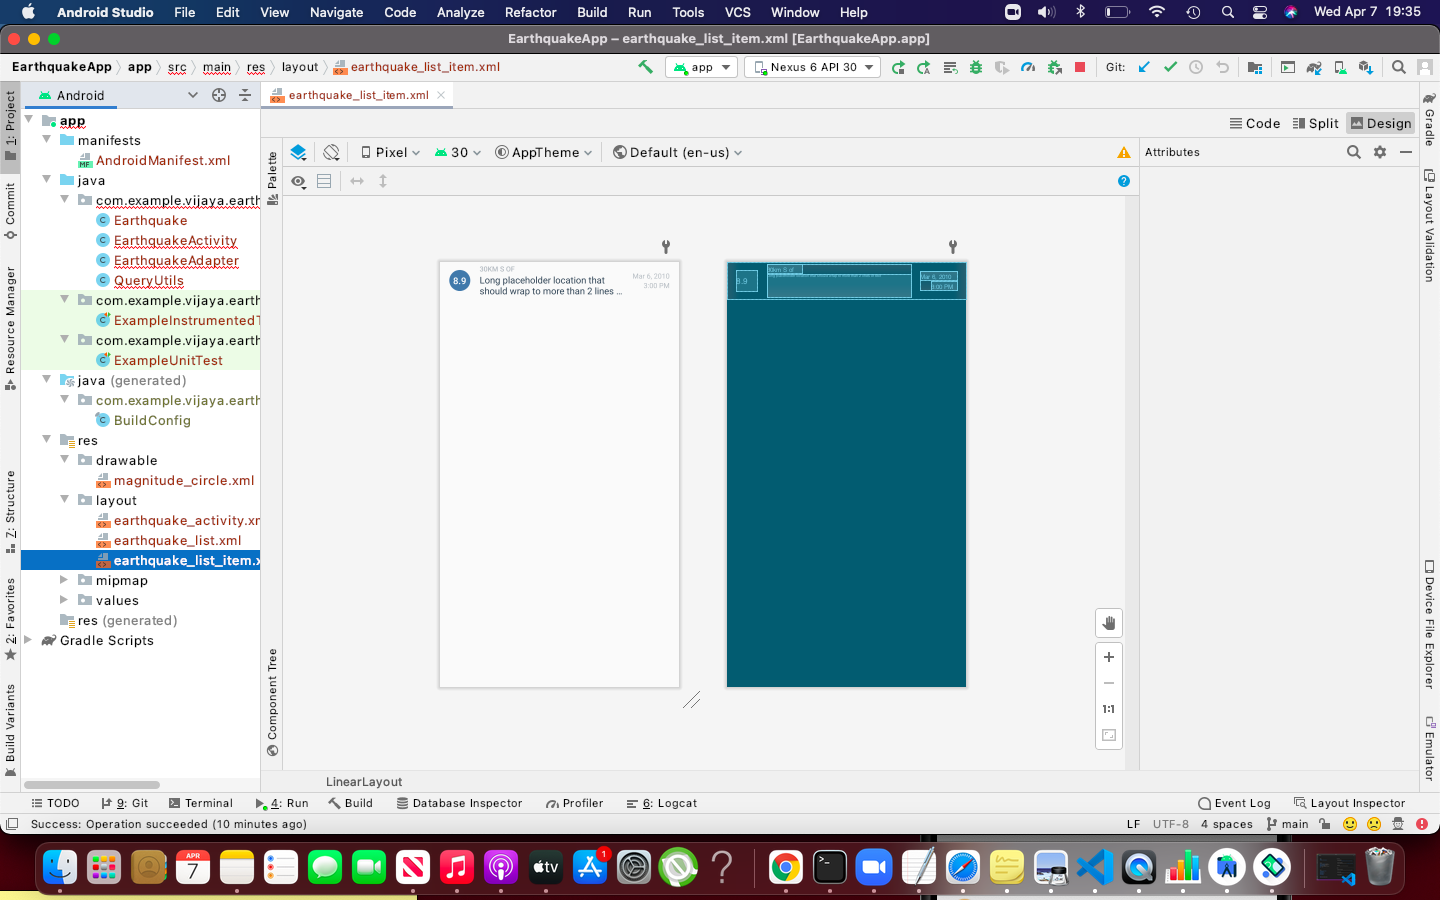 Android Studio File Edit View Navigate Code Analyze Refactor Build Run Tools VCS Window Help Wed Apr 7 19:35
EarthquakeApp – earthquake_list_item.xml [EarthquakeApp.app]
EarthquakeApp app src main res layout earthquake_list_item.xml app Nexus 6 API 30 Git:
1: Project
Commit
Resource Manager
Z: Structure
2: Favorites
Build Variants
Android
app
manifests
AndroidManifest.xml
java
com.example.vijaya.earth
Earthquake
EarthquakeActivity
EarthquakeAdapter
QueryUtils
com.example.vijaya.earth
ExampleInstrumentedT
com.example.vijaya.earth
ExampleUnitTest
java (generated)
com.example.vijaya.earth
BuildConfig
res
drawable
magnitude_circle.xml
layout
earthquake_activity.xm
earthquake_list.xml
earthquake_list_item.x
mipmap
values
res (generated)
Gradle Scripts
earthquake_list_item.xml
Code Split Design
Palette
Component Tree
Pixel 30 AppTheme Default (en-us)
Attributes
8.9
30KM S OF
Long placeholder location that
should wrap to more than 2 lines …
Mar 6, 2010
3:00 PM
8.9
30km S of
Mar 6, 2010
3:00 PM
1:1
LinearLayout
Gradle
Layout Validation
Device File Explorer
Emulator
TODO 9: Git Terminal 4: Run Build Database Inspector Profiler 6: Logcat Event Log Layout Inspector
Success: Operation succeeded (10 minutes ago) LF UTF-8 4 spaces main
APR
7
tv
1